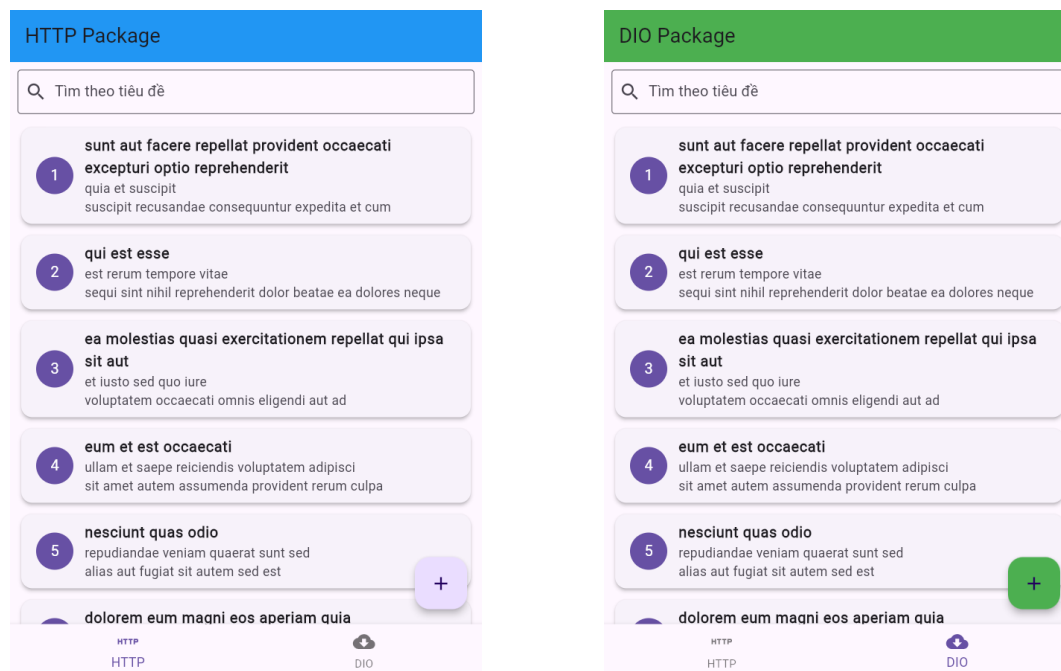 HTTP Package
Tìm theo tiêu đề
1
sunt aut facere repellat provident occaecati
excepturi optio reprehenderit
quia et suscipit
suscipit recusandae consequuntur expedita et cum
2
qui est esse
est rerum tempore vitae
sequi sint nihil reprehenderit dolor beatae ea dolores neque
3
ea molestias quasi exercitationem repellat qui ipsa
sit aut
et iusto sed quo iure
voluptatem occaecati omnis eligendi aut ad
4
eum et est occaecati
ullam et saepe reiciendis voluptatem adipisci
sit amet autem assumenda provident rerum culpa
5
nesciunt quas odio
repudiandae veniam quaerat sunt sed
alias aut fugiat sit autem sed est
+
dolorem eum magni eos aperiam quia
HTTP
HTTP
DIO
DIO Package
Tìm theo tiêu đề
1
sunt aut facere repellat provident occaecati
excepturi optio reprehenderit
quia et suscipit
suscipit recusandae consequuntur expedita et cum
2
qui est esse
est rerum tempore vitae
sequi sint nihil reprehenderit dolor beatae ea dolores neque
3
ea molestias quasi exercitationem repellat qui ipsa
sit aut
et iusto sed quo iure
voluptatem occaecati omnis eligendi aut ad
4
eum et est occaecati
ullam et saepe reiciendis voluptatem adipisci
sit amet autem assumenda provident rerum culpa
5
nesciunt quas odio
repudiandae veniam quaerat sunt sed
alias aut fugiat sit autem sed est
+
dolorem eum magni eos aperiam quia
HTTP
HTTP
DIO